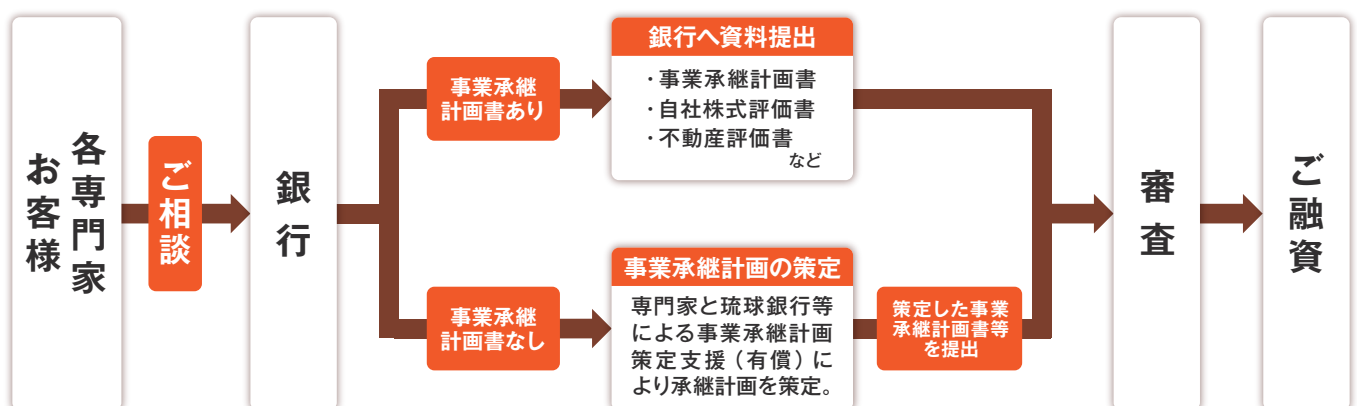 各専門家
お客様
ご相談
銀行
事業承継
計画書あり
銀行へ資料提出
・事業承継計画書
・自社株式評価書
・不動産評価書
など
事業承継
計画書なし
事業承継計画の策定
専門家と琉球銀行等
による事業承継計画
策定支援（有償）に
より承継計画を策定。
策定した事業
承継計画書等
を提出
審査
ご融資